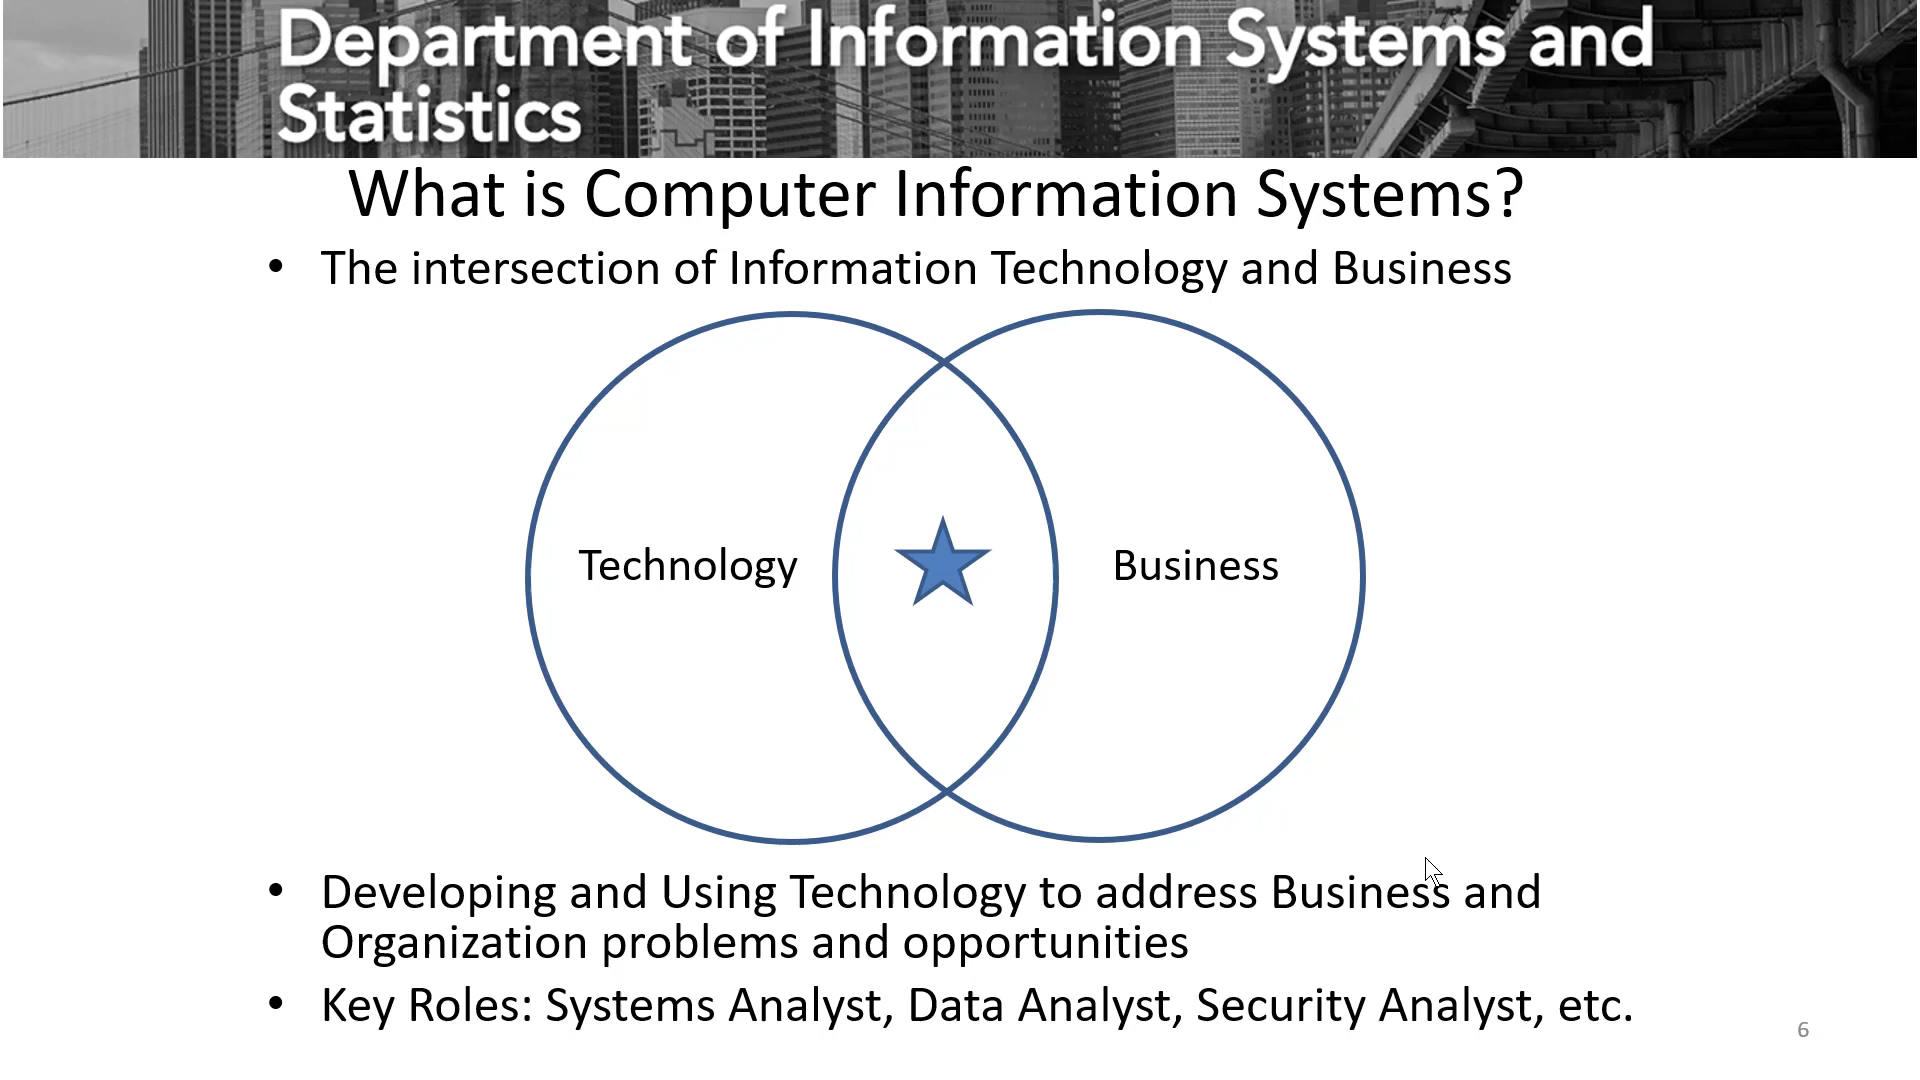 Department of Information Systems and
Statistics
What is Computer Information Systems?
• The intersection of Information Technology and Business
Technology
Business
• Developing and Using Technology to address Business and
Organization problems and opportunities
• Key Roles: Systems Analyst, Data Analyst, Security Analyst, etc.
6